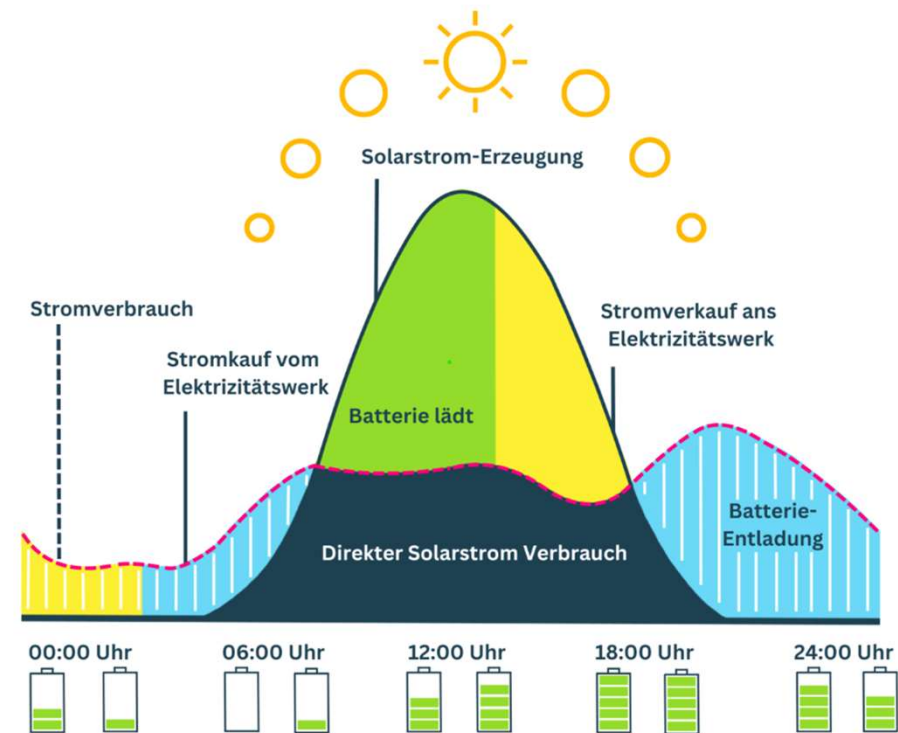 Solarstrom-Erzeugung
Stromverbrauch
Stromkauf vom
Elektrizitätswerk
Stromverkauf ans
Elektrizitätswerk
Batterie lädt
Batterie-
Entladung
Direkter Solarstrom Verbrauch
00:00 Uhr
06:00 Uhr
12:00 Uhr
18:00 Uhr
24:00 Uhr